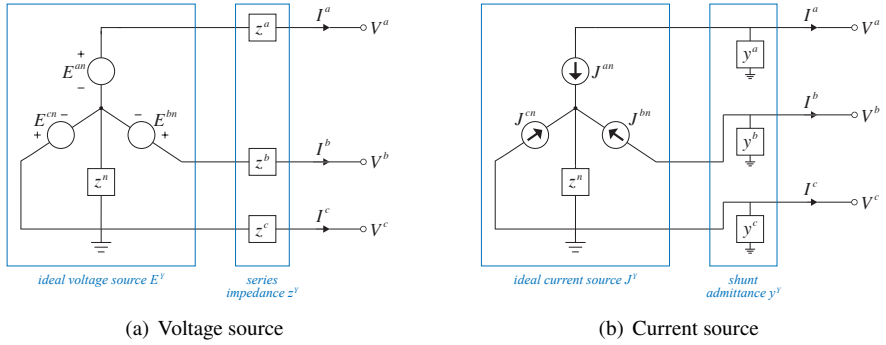 z^a I^a V^a
+
E^{an}
−
E^{cn} − − E^{bn}
+ +
z^n z^b I^b V^b
z^c I^c V^c
ideal voltage source E^Y series
impedance z^Y
(a) Voltage source
I^a V^a
y^a
J^{an}
J^{cn} J^{bn} I^b V^b
y^b
z^n
I^c V^c
y^c
ideal current source J^Y shunt
admittance y^Y
(b) Current source